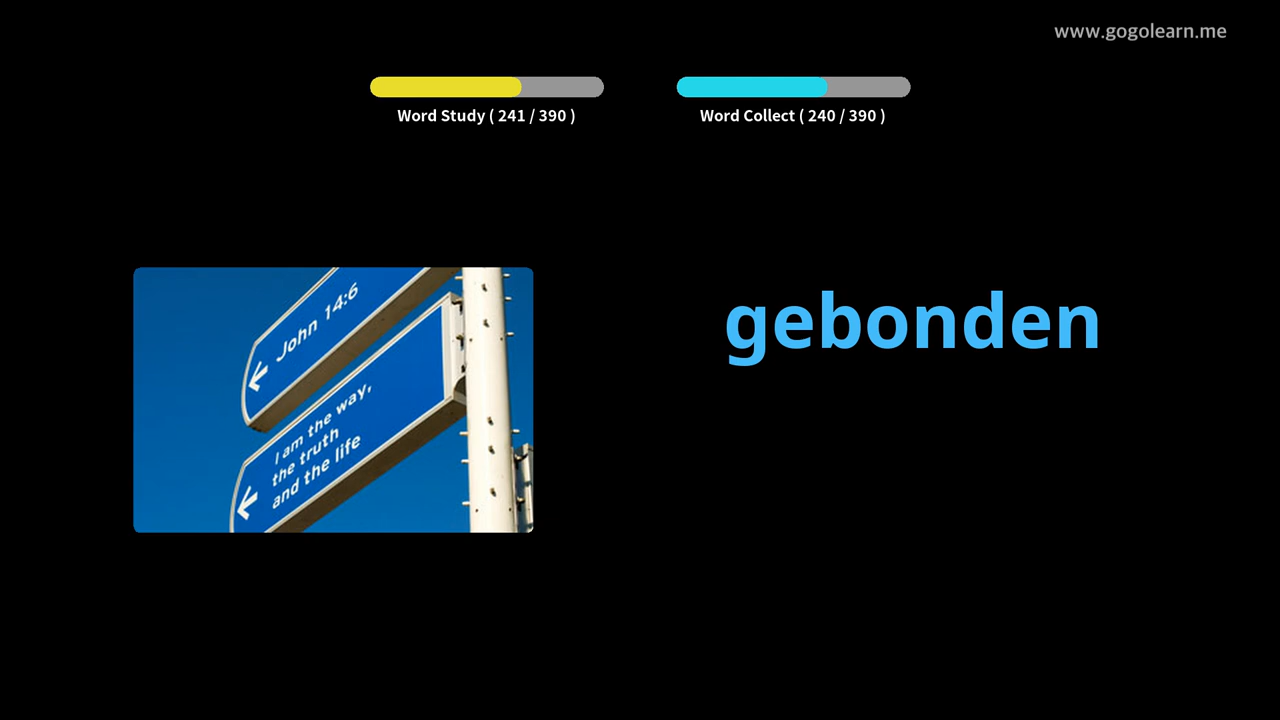 www.gogolearn.me
Word Study ( 241 / 390 )
Word Collect ( 240 / 390 )
John 14:6
I am the way,
the truth
and the life
gebonden